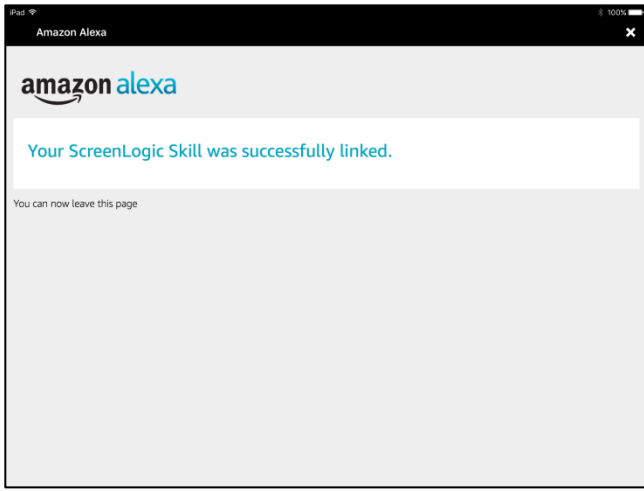 iPad 100%
Amazon Alexa
amazon alexa
Your ScreenLogic Skill was successfully linked.
You can now leave this page